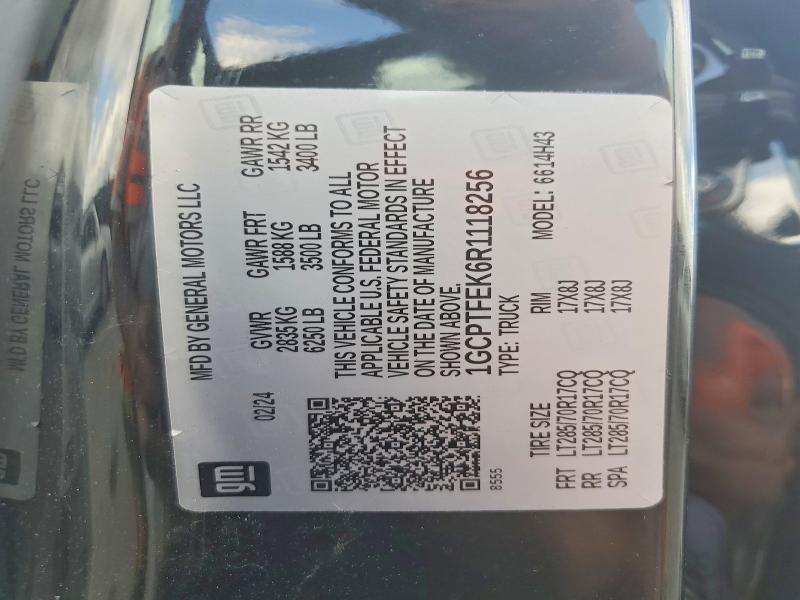 gm
MFD BY GENERAL MOTORS LLC
02/24
GVWR GAWR FRT GAWR RR
2835 KG 1588 KG 1542 KG
6250 LB 3500 LB 3400 LB
THIS VEHICLE CONFORMS TO ALL
APPLICABLE U.S. FEDERAL MOTOR
VEHICLE SAFETY STANDARDS IN EFFECT
ON THE DATE OF MANUFACTURE
SHOWN ABOVE.
1GCPTFEK6R1118256
8555 TYPE: TRUCK
MODEL: 6614H43
TIRE SIZE RIM
FRT LT285/70R17CQ 17X8J
RR LT285/70R17CQ 17X8J
SPA LT285/70R17CQ 17X8J